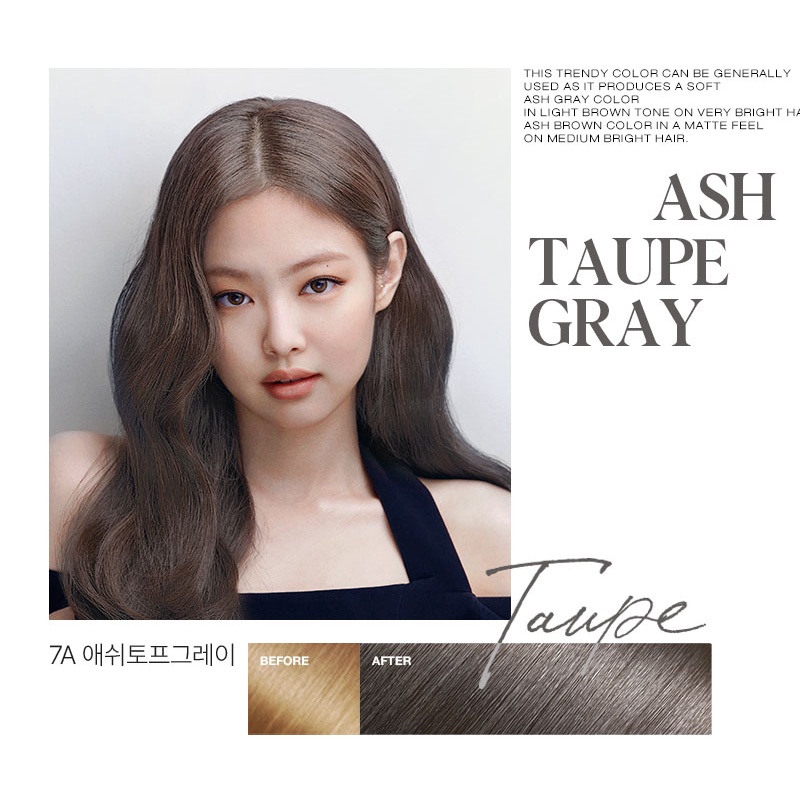 THIS TRENDY COLOR CAN BE GENERALLY
USED AS IT PRODUCES A SOFT
ASH GRAY COLOR
IN LIGHT BROWN TONE ON VERY BRIGHT HA
ASH BROWN COLOR IN A MATTE FEEL
ON MEDIUM BRIGHT HAIR.
ASH
TAUPE
GRAY
Taupe
7A 애쉬토프그레이
BEFORE
AFTER